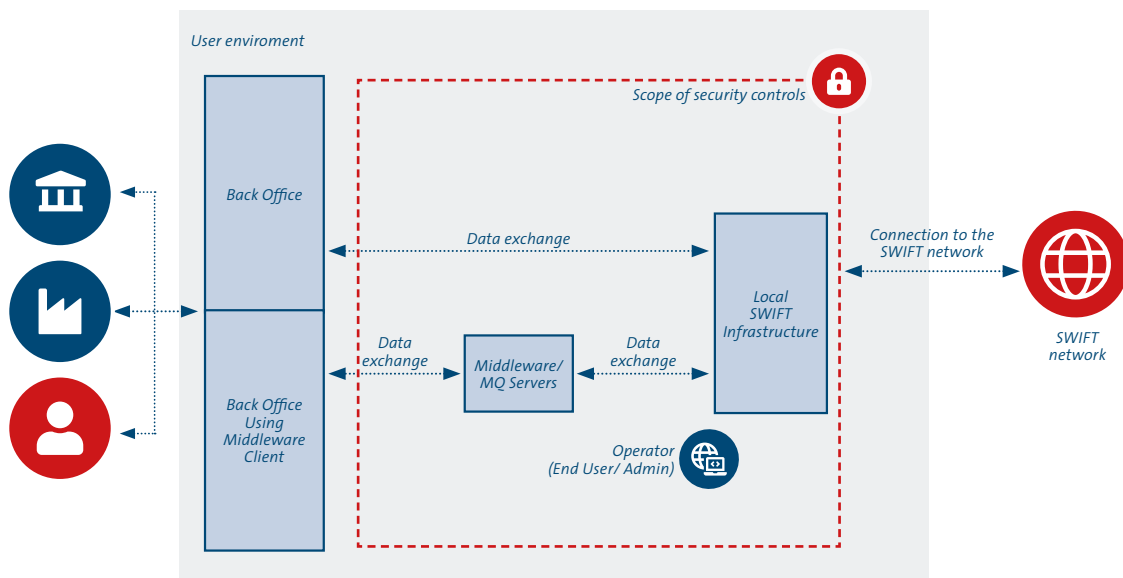 User enviroment
Scope of security controls
Back Office
Data exchange
Connection to the
SWIFT network
Local
SWIFT
Infrastructure
SWIFT
network
Data
exchange
Middleware/
MQ Servers
Data
exchange
Back Office
Using
Middleware
Client
Operator
(End User/ Admin)